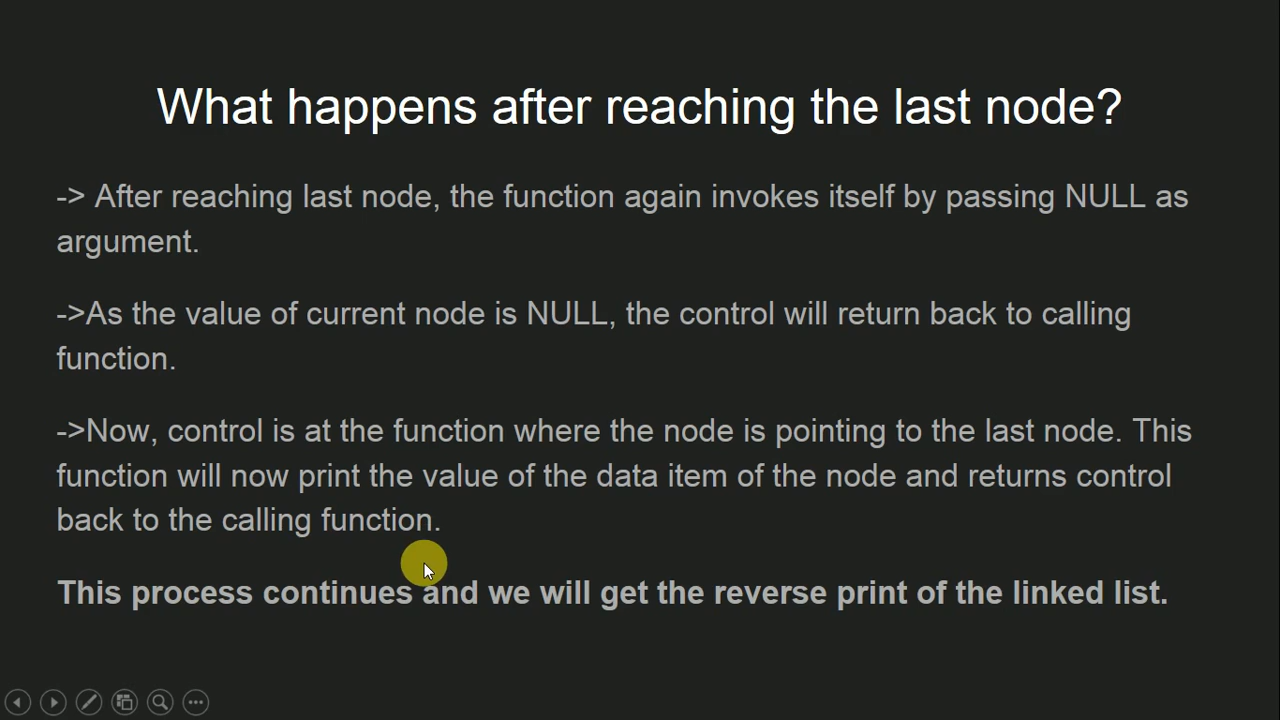 What happens after reaching the last node?
-> After reaching last node, the function again invokes itself by passing NULL as
argument.
->As the value of current node is NULL, the control will return back to calling
function.
->Now, control is at the function where the node is pointing to the last node. This
function will now print the value of the data item of the node and returns control
back to the calling function.
This process continues and we will get the reverse print of the linked list.